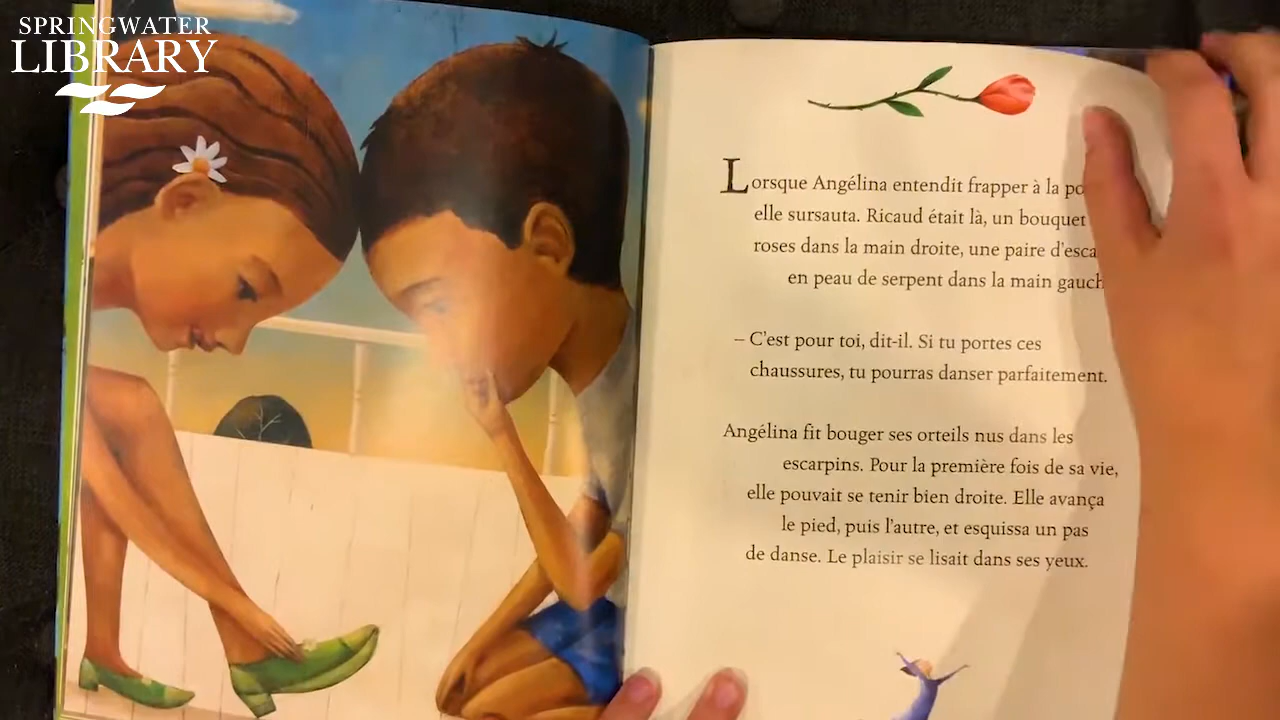 SPRINGWATER
LIBRARY
Lorsque Angélina entendit frapper à la
elle sursauta. Ricaud était là, un bouquet
roses dans la main droite, une paire
en peau de serpent dans la main
– C'est pour toi, dit-il. Si tu portes ces
chaussures, tu pourras danser parfaitement.
Angélina fit bouger ses orteils nus dans les
escarpins. Pour la première fois de sa vie,
elle pouvait se tenir bien droite. Elle avança
le pied, puis l'autre, et esquissa un pas
de danse. Le plaisir se lisait dans ses yeux.